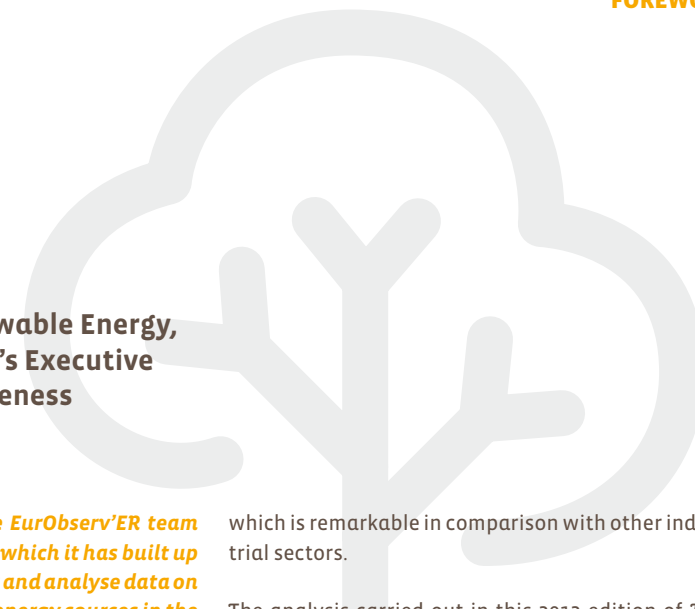 wable Energy,
's Executive
eness
e EurObserv'ER team
which it has built up
and analyse data on
which is remarkable in comparison with other ind
trial sectors.